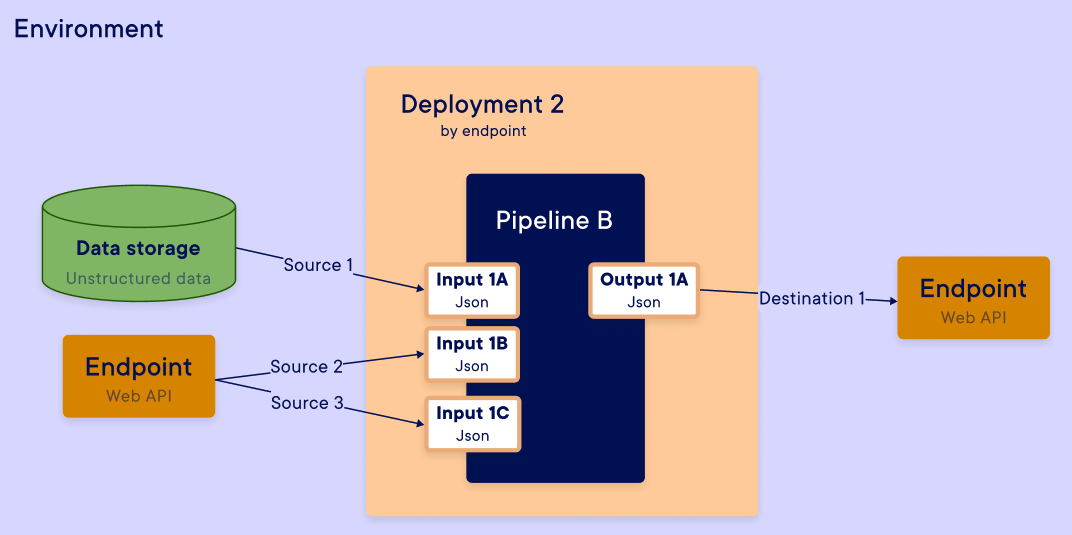 Environment
Deployment 2
by endpoint
Pipeline B
Data storage
Unstructured data
Source 1
Input 1A
Json
Output 1A
Json
Destination 1
Endpoint
Web API
Endpoint
Web API
Source 2
Source 3
Input 1B
Json
Input 1C
Json